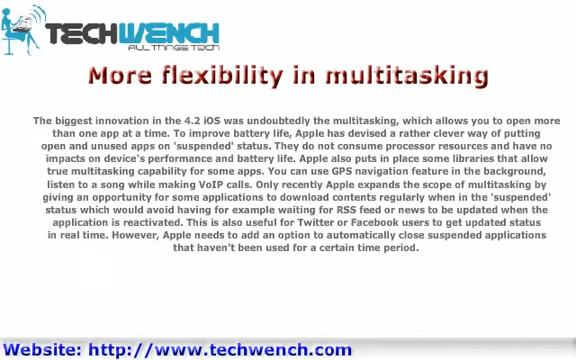 TECHWENCH
ALL THINGS TECH
More flexibility in multitasking
The biggest innovation in the 4.2 iOS was undoubtedly the multitasking, which allows you to open more
than one app at a time. To improve battery life, Apple has devised a rather clever way of putting
open and unused apps on 'suspended' status. They do not consume processor resources and have no
impacts on device's performance and battery life. Apple also puts in place some libraries that allow
true multitasking capability for some apps. You can use GPS navigation feature in the background,
listen to a song while making VoIP calls. Only recently Apple expands the scope of multitasking by
giving an opportunity for some applications to download contents regularly when in the 'suspended'
status which would avoid having for example waiting for RSS feed or news to be updated when the
application is reactivated. This is also useful for Twitter or Facebook users to get updated status
in real time. However, Apple needs to add an option to automatically close suspended applications
that haven't been used for a certain time period.
Website: http://www.techwench.com